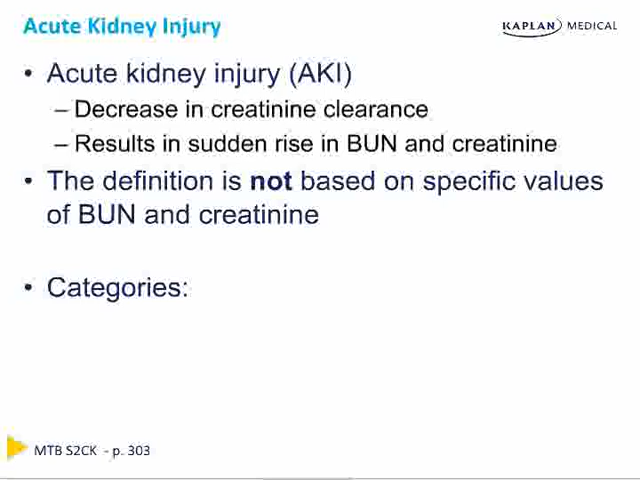 Acute Kidney Injury
KAPLAN MEDICAL
• Acute kidney injury (AKI)
– Decrease in creatinine clearance
– Results in sudden rise in BUN and creatinine
• The definition is not based on specific values
of BUN and creatinine
• Categories:
MTB S2CK - p. 303